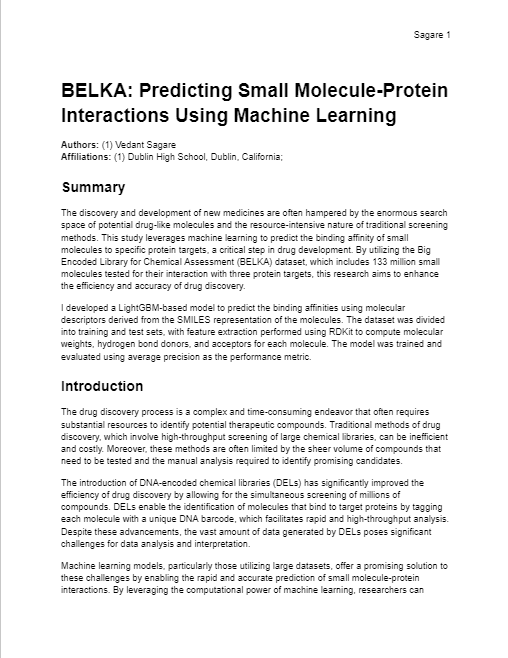 Sagare 1
BELKA: Predicting Small Molecule-Protein
Interactions Using Machine Learning
Authors: (1) Vedant Sagare
Affiliations: (1) Dublin High School, Dublin, California;
Summary
The discovery and development of new medicines are often hampered by the enormous search
space of potential drug-like molecules and the resource-intensive nature of traditional screening
methods. This study leverages machine learning to predict the binding affinity of small
molecules to specific protein targets, a critical step in drug development. By utilizing the Big
Encoded Library for Chemical Assessment (BELKA) dataset, which includes 133 million small
molecules tested for their interaction with three protein targets, this research aims to enhance
the efficiency and accuracy of drug discovery.
I developed a LightGBM-based model to predict the binding affinities using molecular
descriptors derived from the SMILES representation of the molecules. The dataset was divided
into training and test sets, with feature extraction performed using RDKit to compute molecular
weights, hydrogen bond donors, and acceptors for each molecule. The model was trained and
evaluated using average precision as the performance metric.
Introduction
The drug discovery process is a complex and time-consuming endeavor that often requires
substantial resources to identify potential therapeutic compounds. Traditional methods of drug
discovery, which involve high-throughput screening of large chemical libraries, can be inefficient
and costly. Moreover, these methods are often limited by the sheer volume of compounds that
need to be tested and the manual analysis required to identify promising candidates.
The introduction of DNA-encoded chemical libraries (DELs) has significantly improved the
efficiency of drug discovery by allowing for the simultaneous screening of millions of
compounds. DELs enable the identification of molecules that bind to target proteins by tagging
each molecule with a unique DNA barcode, which facilitates rapid and high-throughput analysis.
Despite these advancements, the vast amount of data generated by DELs poses significant
challenges for data analysis and interpretation.
Machine learning models, particularly those utilizing large datasets, offer a promising solution to
these challenges by enabling the rapid and accurate prediction of small molecule-protein
interactions. By leveraging the computational power of machine learning, researchers can